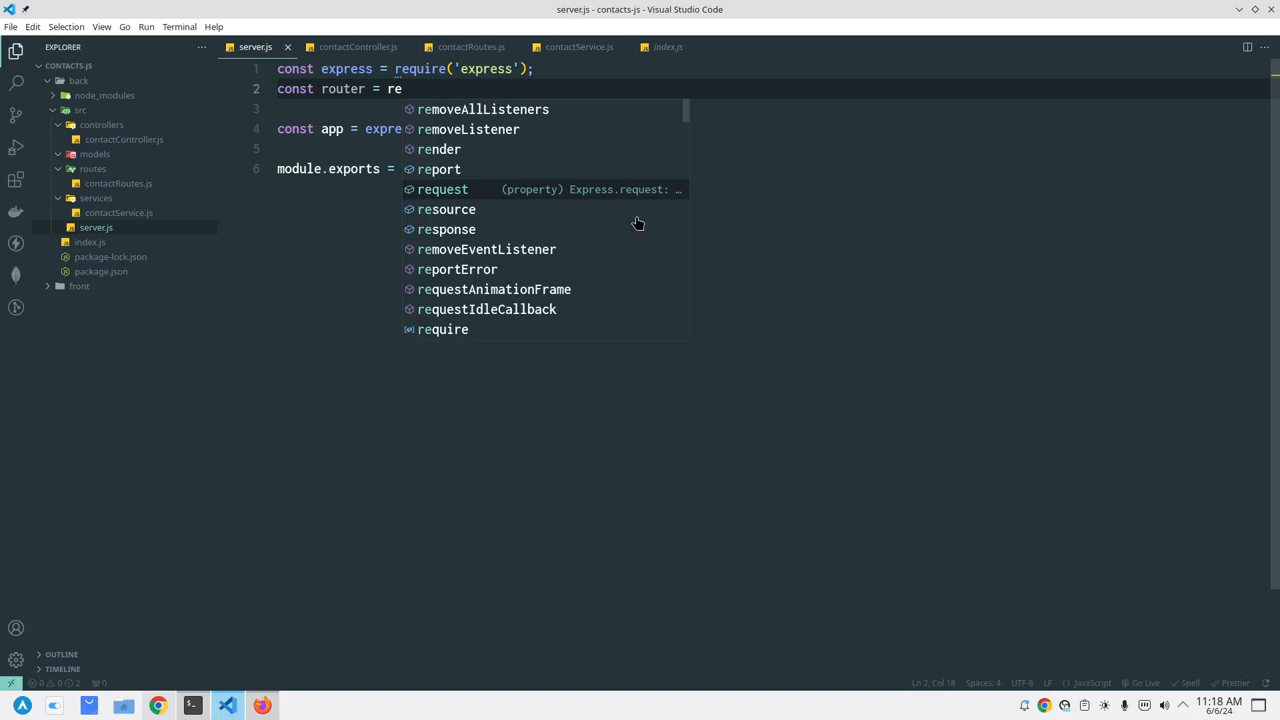 server.js - contacts-js - Visual Studio Code
File Edit Selection View Go Run Terminal Help
EXPLORER
CONTACTS-JS
back
node_modules
src
controllers
contactController.js
models
routes
contactRoutes.js
services
contactService.js
server.js
index.js
package-lock.json
package.json
front
OUTLINE
TIMELINE
server.js contactController.js contactRoutes.js contactService.js index.js
1 const express = require('express');
2 const router = re
3
4 const app = expre
5
6 module.exports =
removeAllListeners
removeListener
render
report
request (property) Express.request: …
resource
response
removeEventListener
reportError
requestAnimationFrame
requestIdleCallback
require
0 0 2 0 Ln 2, Col 18 Spaces: 4 UTF-8 LF {} JavaScript Go Live Spell Prettier
11:18 AM
6/6/24